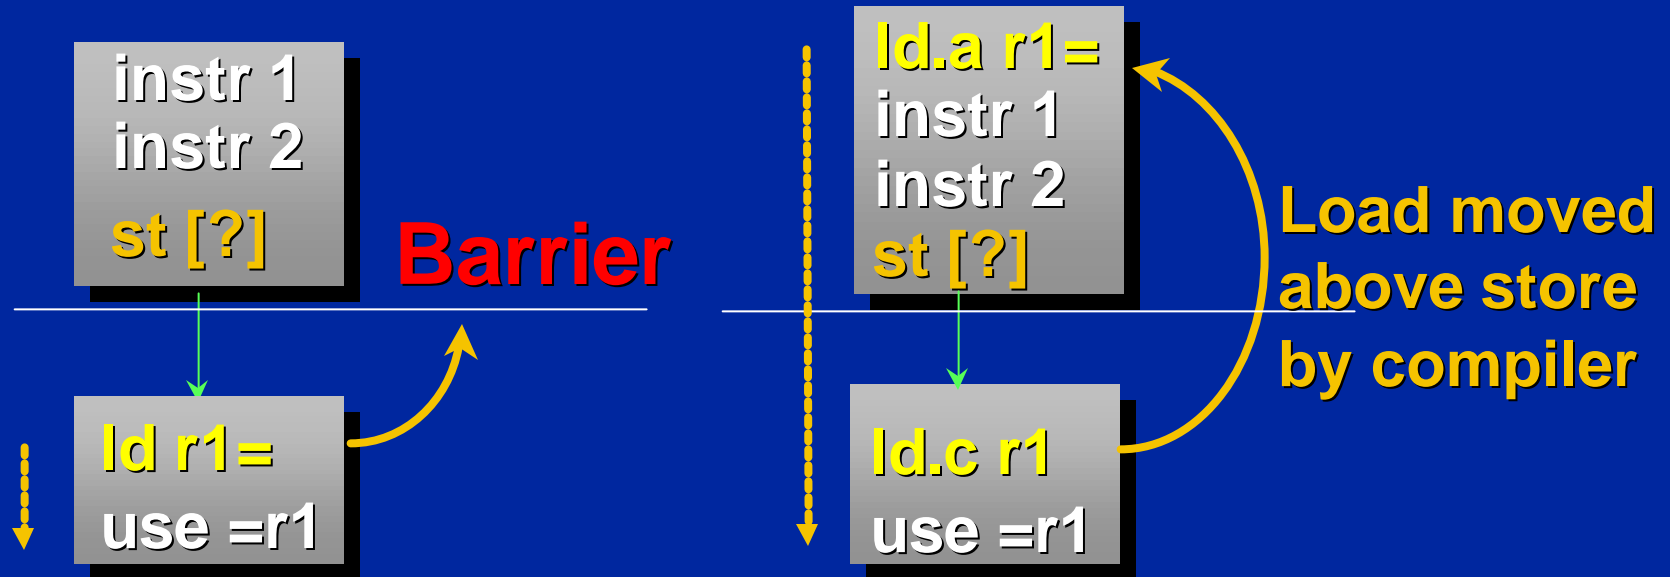 instr 1
instr 2
st [?]
Barrier
ld r1=
use =r1
ld.a r1=
instr 1
instr 2
st [?]
Load moved
above store
by compiler
ld.c r1
use =r1